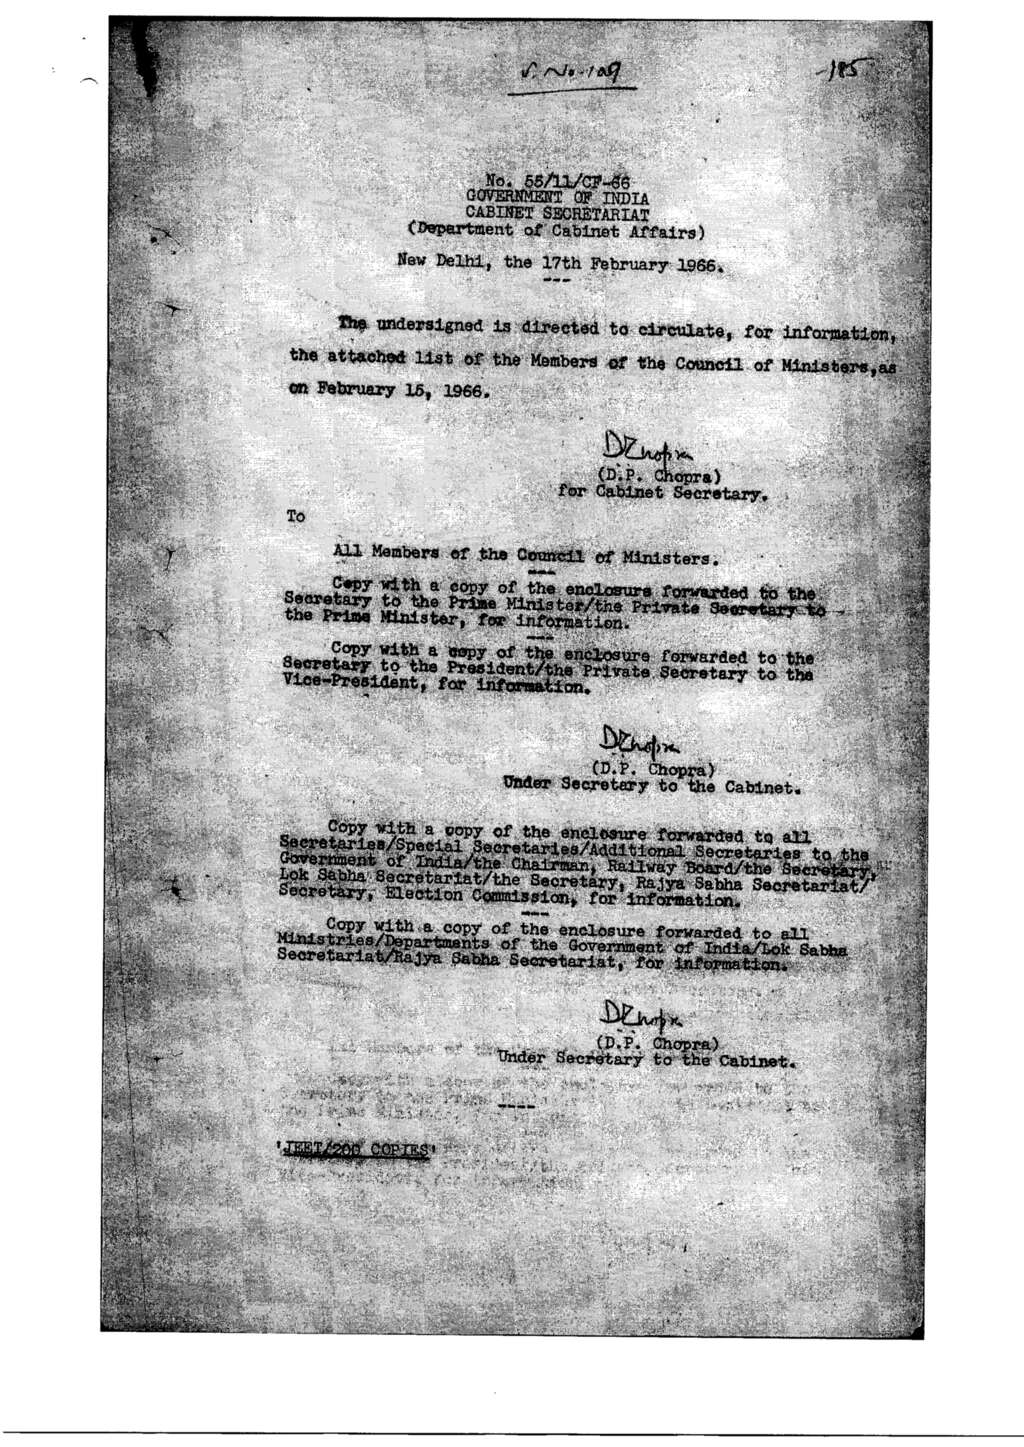 S. No. 109
-185-
No. 55/11/CF-66
GOVERNMENT OF INDIA
CABINET SECRETARIAT
(Department of Cabinet Affairs)
New Delhi, the 17th February 1966.
---
The undersigned is directed to circulate, for information,
the attached list of the Members of the Council of Ministers,as
on February 15, 1966.
DPChopra
(D.P. Chopra)
for Cabinet Secretary.
To
All Members of the Council of Ministers.
---
Copy with a copy of the enclosure forwarded to the
Secretary to the Prime Minister/the Private Secretary to
the Prime Minister, for information.
---
Copy with a copy of the enclosure forwarded to the
Secretary to the President/the Private Secretary to the
Vice-President, for information.
DPChopra
(D.P. Chopra)
Under Secretary to the Cabinet.
Copy with a copy of the enclosure forwarded to all
Secretaries/Special Secretaries/Additional Secretaries to the
Government of India/the Chairman, Railway Board/the Secretary,
Lok Sabha Secretariat/the Secretary, Rajya Sabha Secretariat/
Secretary, Election Commission, for information.
---
Copy with a copy of the enclosure forwarded to all
Ministries/Departments of the Government of India/Lok Sabha
Secretariat/Rajya Sabha Secretariat, for information.
DPChopra
(D.P. Chopra)
Under Secretary to the Cabinet.
----
'JEET/200 COPIES'